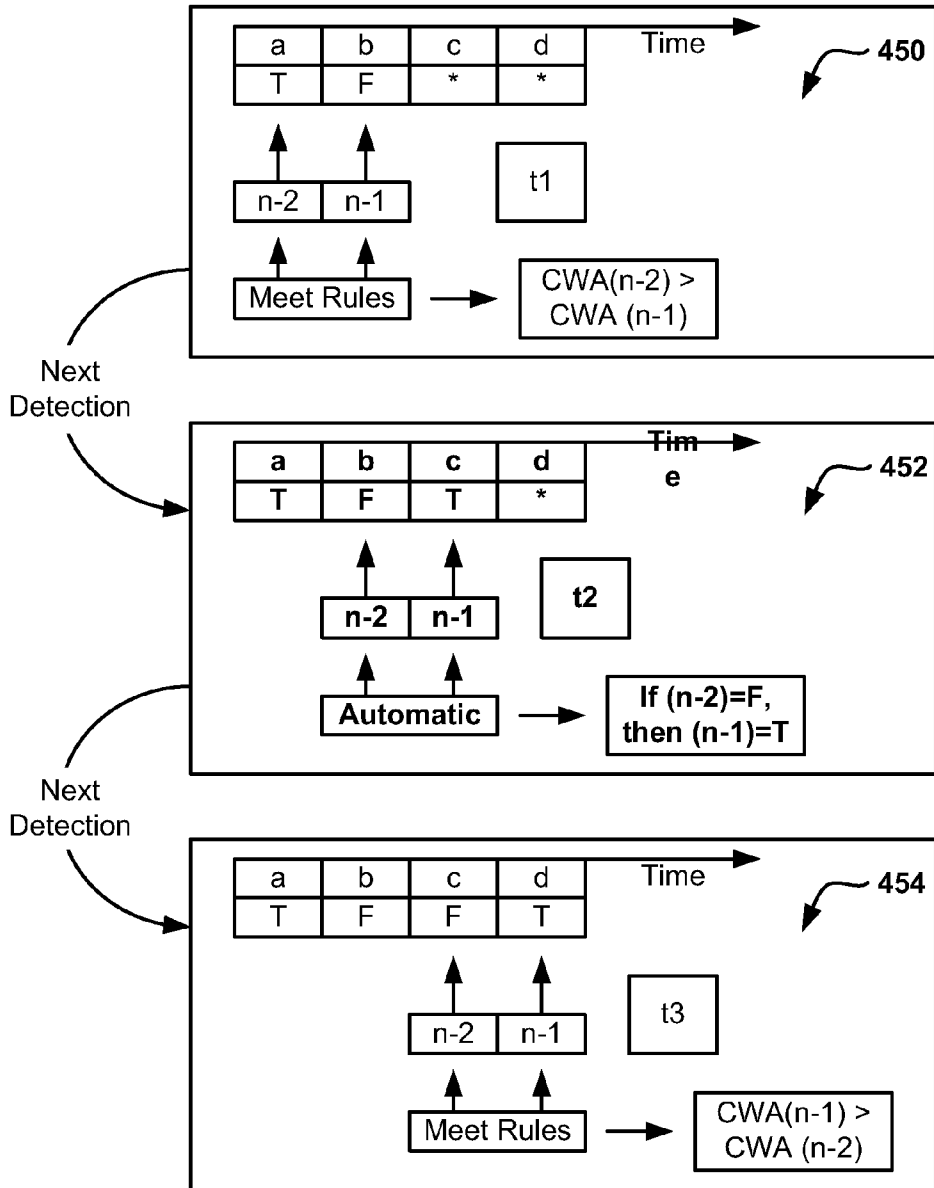 a b c d Time
T F * *
450
n-2 n-1
t1
Meet Rules
CWA(n-2) >
CWA (n-1)
Next
Detection
a b c d Tim
e
T F T *
452
n-2 n-1
t2
Automatic
If (n-2)=F,
then (n-1)=T
Next
Detection
a b c d Time
T F F T
454
n-2 n-1
t3
Meet Rules
CWA(n-1) >
CWA (n-2)